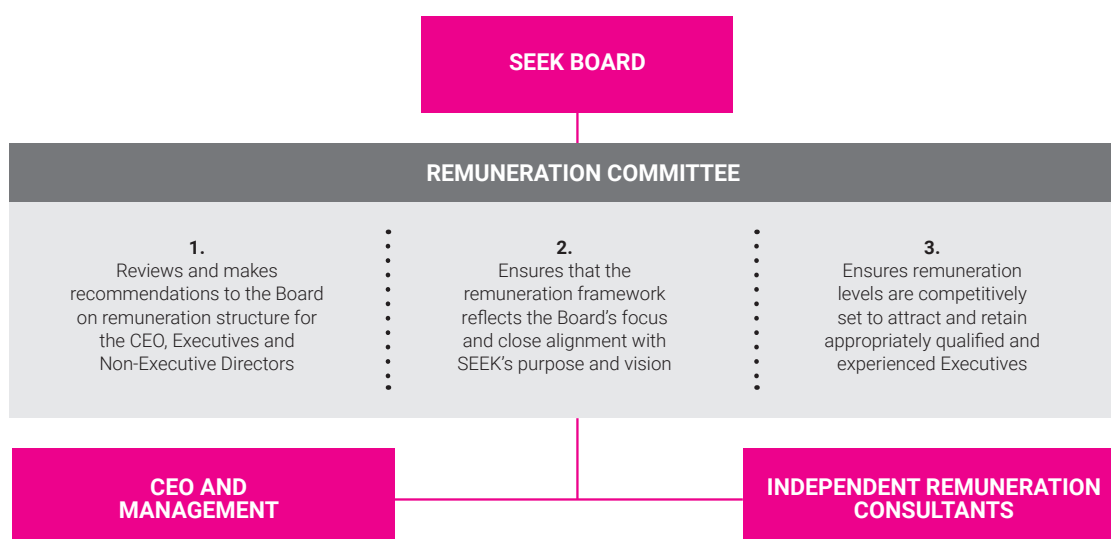 SEEK BOARD
REMUNERATION COMMITTEE
1.
Reviews and makes
recommendations to the Board
on remuneration structure for
the CEO, Executives and
Non-Executive Directors
2.
Ensures that the
remuneration framework
reflects the Board’s focus
and close alignment with
SEEK’s purpose and vision
3.
Ensures remuneration
levels are competitively
set to attract and retain
appropriately qualified and
experienced Executives
CEO AND
MANAGEMENT
INDEPENDENT REMUNERATION
CONSULTANTS